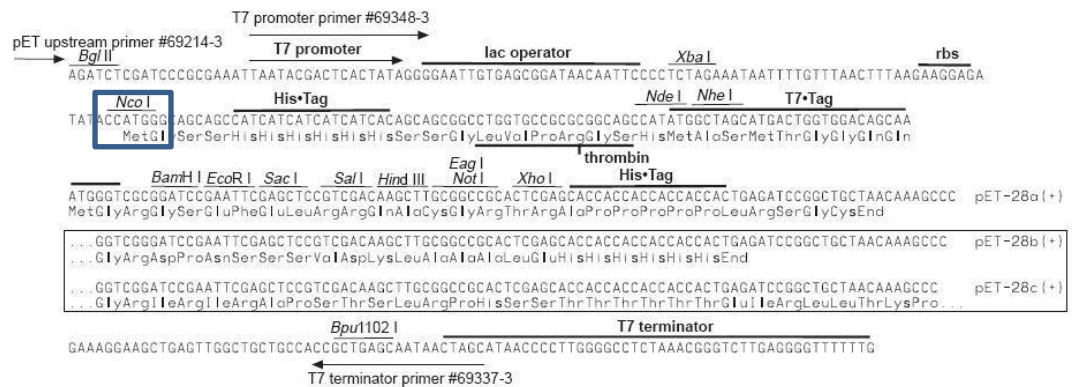 T7 promoter primer #69348-3
pET upstream primer #69214-3
Bgl II
T7 promoter
lac operator
Xba I
rbs
AGATCTCGATCCCGCGAAATTAATACGACTCACTATAGGGGAATTGTGAGCGGATAACAATTCCCCTCTAGAAATAATTTTGTTTAACTTTAAGAAGGAGA
Nco I
His•Tag
Nde I
Nhe I
T7•Tag
TATACCATGGGCAGCAGCCATCATCATCATCATCACAGCAGCGGCCTGGTGCCGCGCGGCAGCCATATGGCTAGCATGACTGGTGGACAGCAA
MetGlySerSerHisHisHisHisHisHisSerSerGlyLeuValProArgGlySerHisMetAlaSerMetThrGlyGlyGlnGln
thrombin
BamH I
EcoR I
Sac I
Sal I
Hind III
Eag I
Not I
Xho I
His•Tag
ATGGGTCGCGGATCCGAATTCGAGCTCCGTCGACAAGCTTGCGGCCGCACTCGAGCACCACCACCACCACCACTGAGATCCGGCTGCTAACAAAGCCC pET-28a(+)
MetGlyArgGlySerGluPheGluLeuArgArgGlnAlaCysGlyArgThrArgAlaProProProProProLeuArgSerGlyCysEnd
...GGTCGGGATCCGAATTCGAGCTCCGTCGACAAGCTTGCGGCCGCACTCGAGCACCACCACCACCACCACTGAGATCCGGCTGCTAACAAAGCCC pET-28b(+)
...GlyArgAspProAsnSerSerSerValAspLysLeuAlaAlaAlaLeuGluHisHisHisHisHisHisEnd
...GGTCGGATCCGAATTCGAGCTCCGTCGACAAGCTTGCGGCCGCACTCGAGCACCACCACCACCACCACTGAGATCCGGCTGCTAACAAAGCCC pET-28c(+)
...GlyArgIleArgIleArgAlaProSerThrSerLeuArgProHisSerSerThrThrThrThrThrThrGluIleArgLeuLeuThrLysPro...
Bpu1102 I
T7 terminator
GAAAGGAAGCTGAGTTGGCTGCTGCCACCGCTGAGCAATAACTAGCATAACCCCTTGGGGCCTCTAAACGGGTCTTGAGGGGTTTTTTG
T7 terminator primer #69337-3